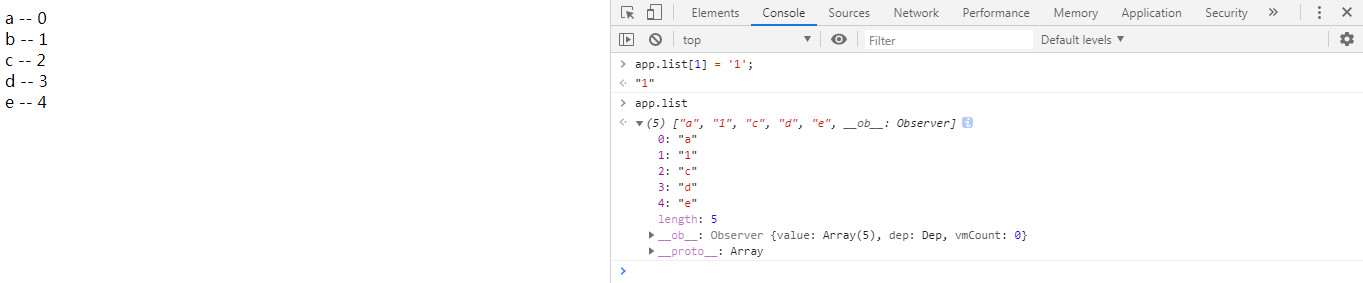 a -- 0
b -- 1
c -- 2
d -- 3
e -- 4
Elements Console Sources Network Performance Memory Application Security »
top Filter Default levels
> app.list[1] = '1';
"1"
> app.list
(5) ["a", "1", "c", "d", "e", __ob__: Observer] i
0: "a"
1: "1"
2: "c"
3: "d"
4: "e"
length: 5
__ob__: Observer {value: Array(5), dep: Dep, vmCount: 0}
__proto__: Array
>